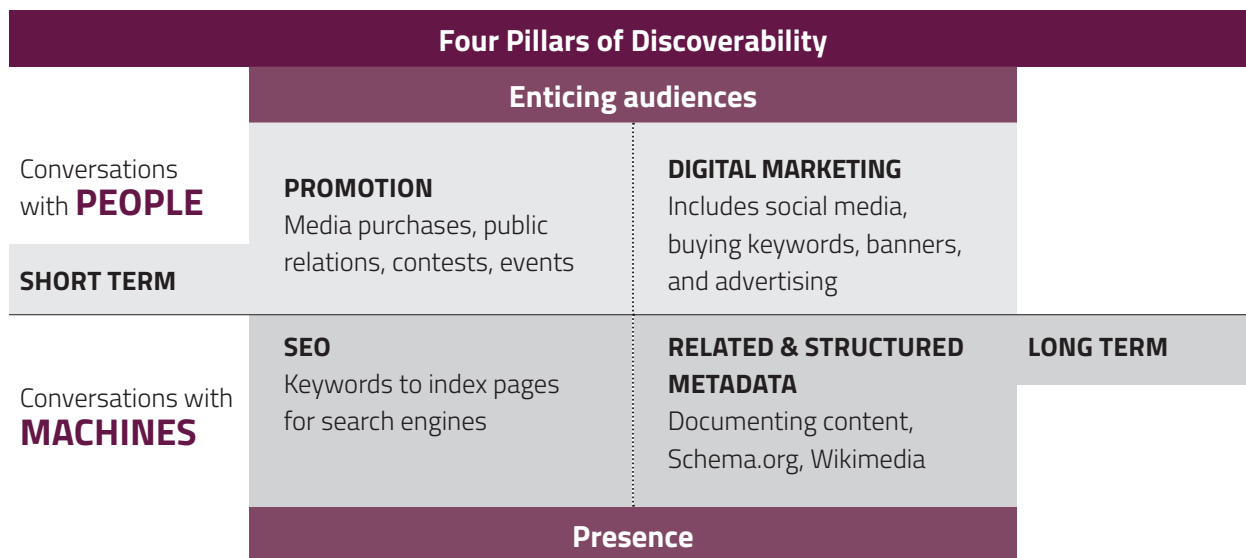 Four Pillars of Discoverability
Enticing audiences
Conversations
with PEOPLE
SHORT TERM
PROMOTION
Media purchases, public
relations, contests, events
DIGITAL MARKETING
Includes social media,
buying keywords, banners,
and advertising
Conversations with
MACHINES
SEO
Keywords to index pages
for search engines
RELATED & STRUCTURED
METADATA
Documenting content,
Schema.org, Wikimedia
LONG TERM
Presence